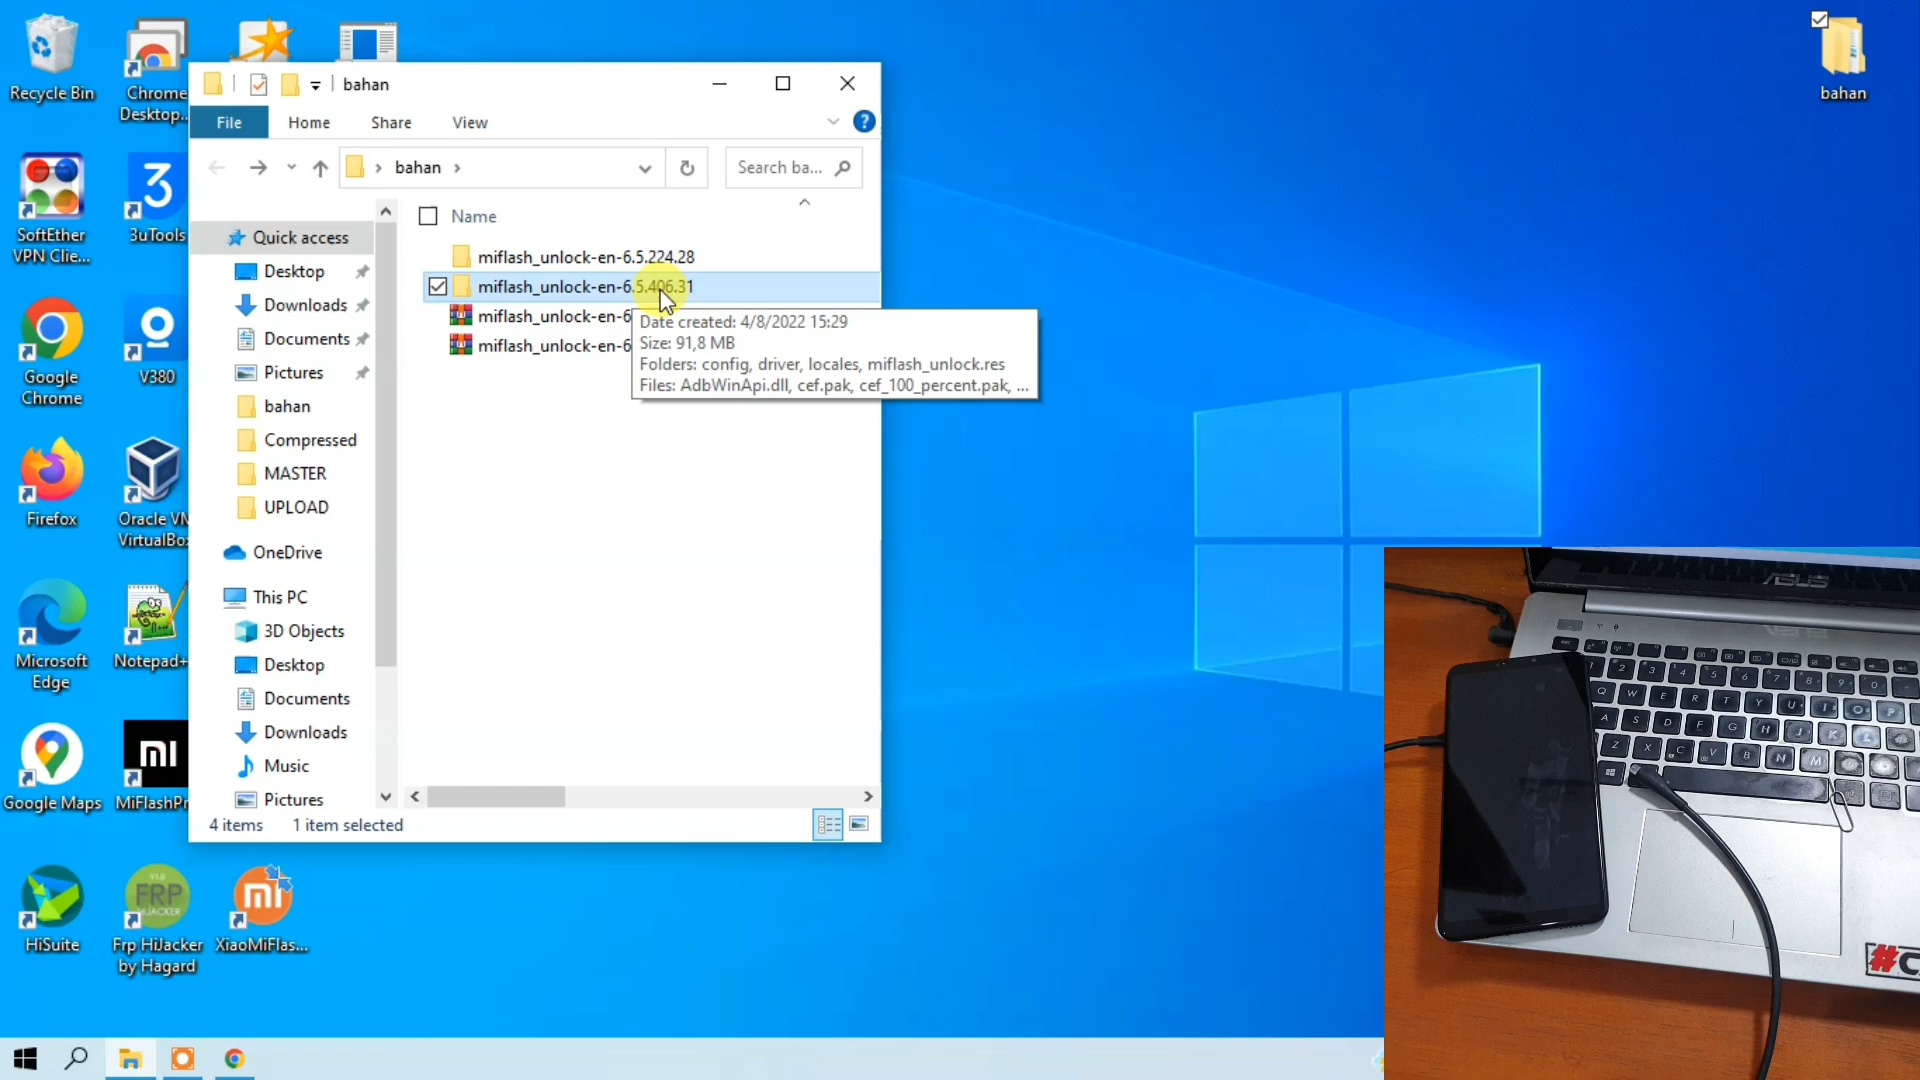 Recycle Bin
Chrome
Desktop...
bahan
bahan
File
Home
Share
View
bahan
Search ba...
Name
SoftEther
VPN Clie...
3uTools
Quick access
Desktop
Downloads
Documents
Pictures
bahan
Compressed
MASTER
UPLOAD
OneDrive
This PC
3D Objects
Desktop
Documents
Downloads
Music
Pictures
miflash_unlock-en-6.5.224.28
miflash_unlock-en-6.5.406.31
miflash_unlock-en-6
miflash_unlock-en-6
Date created: 4/8/2022 15:29
Size: 91,8 MB
Folders: config, driver, locales, miflash_unlock.res
Files: AdbWinApi.dll, cef.pak, cef_100_percent.pak, ...
Google
Chrome
V380
Firefox
Oracle VM
VirtualBox
Microsoft
Edge
Notepad+
Google Maps
MiFlashPr
4 items
1 item selected
HiSuite
FRP
HIJACKER
Frp HiJacker
by Hagard
XiaoMiFlas...
ASUS
#C